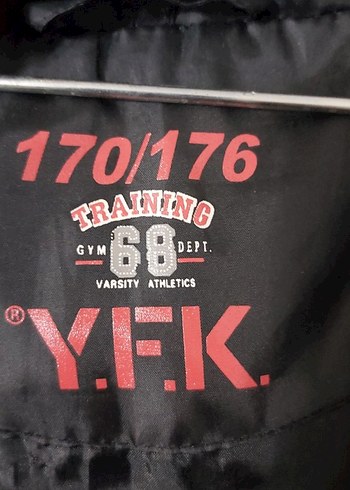 170/176
TRAINING
GYM 68 DEPT.
VARSITY ATHLETICS
® Y.F.K.